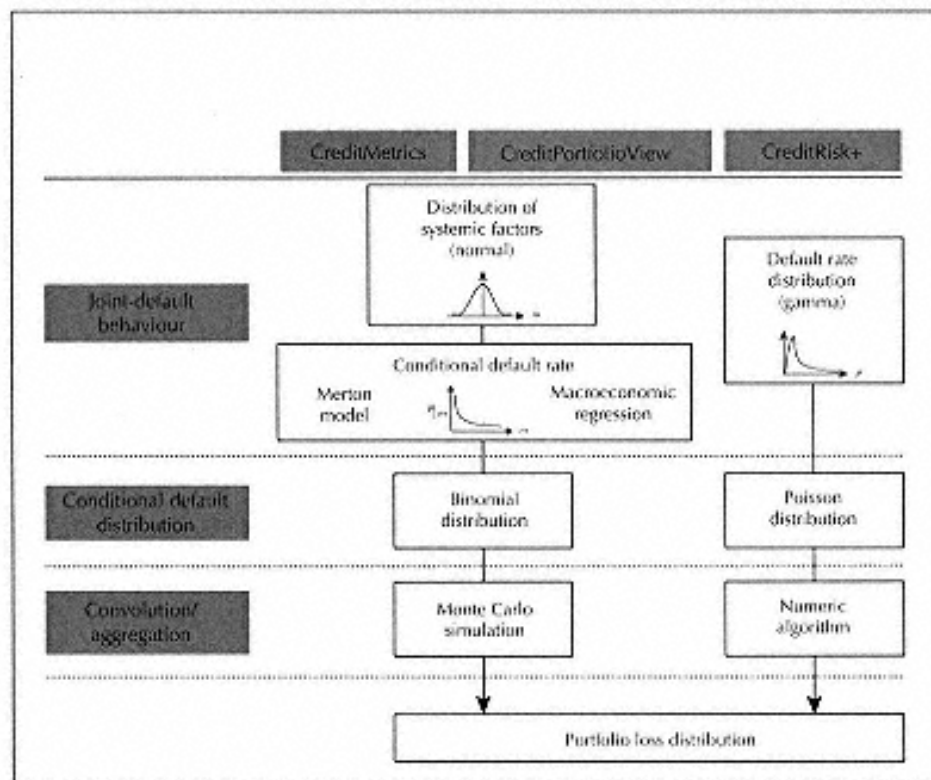 CreditMetrics
CreditPortfolioView
CreditRisk+
Distribution of
systemic factors
(normal)
Default rate
distribution
(gamma)
Joint-default
behaviour
Conditional default rate
Merton
model
Macroeconomic
regression
Conditional default
distribution
Binomial
distribution
Poisson
distribution
Convolution/
aggregation
Monte Carlo
simulation
Numeric
algorithm
Portfolio loss distribution